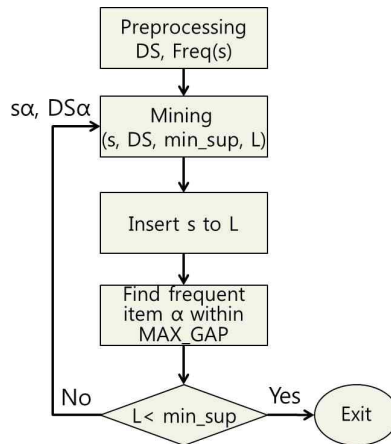 Preprocessing
DS, Freq(s)
sα, DSα
Mining
(s, DS, min_sup, L)
Insert s to L
Find frequent
item α within
MAX_GAP
No
L< min_sup
Yes
Exit